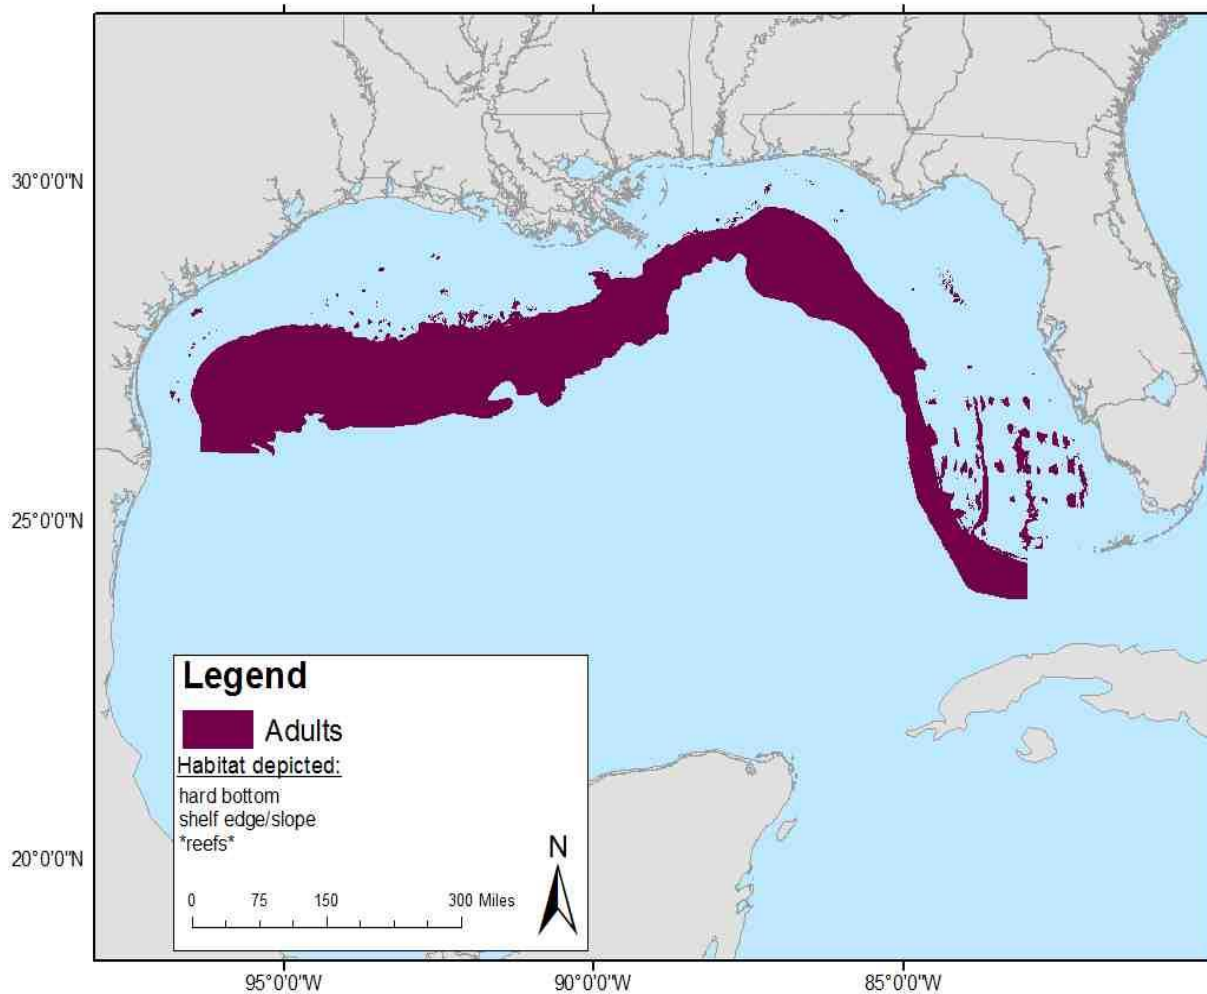 30°0'0"N
25°0'0"N
20°0'0"N
Legend
Adults
Habitat depicted:
hard bottom
shelf edge/slope
*reefs*
N
0 75 150 300 Miles
95°0'0"W 90°0'0"W 85°0'0"W